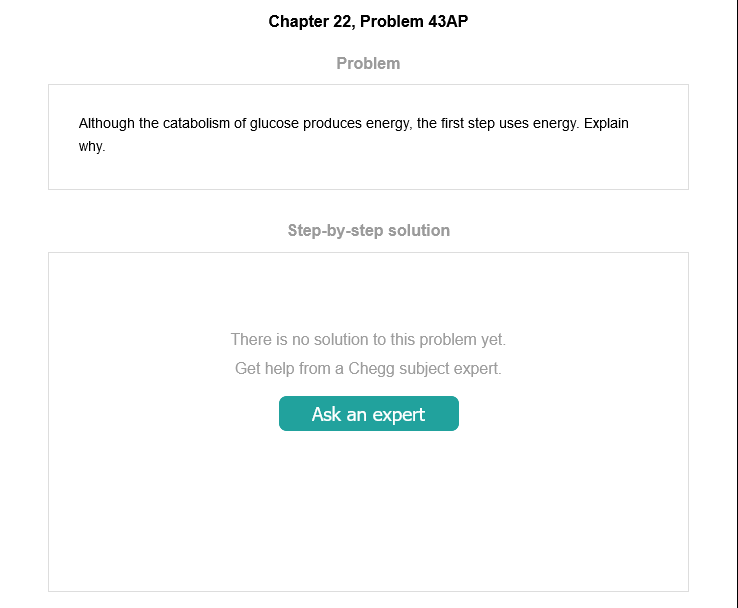 Chapter 22, Problem 43AP
Problem
Although the catabolism of glucose produces energy, the first step uses energy. Explain
why.
Step-by-step solution
There is no solution to this problem yet.
Get help from a Chegg subject expert.
Ask an expert